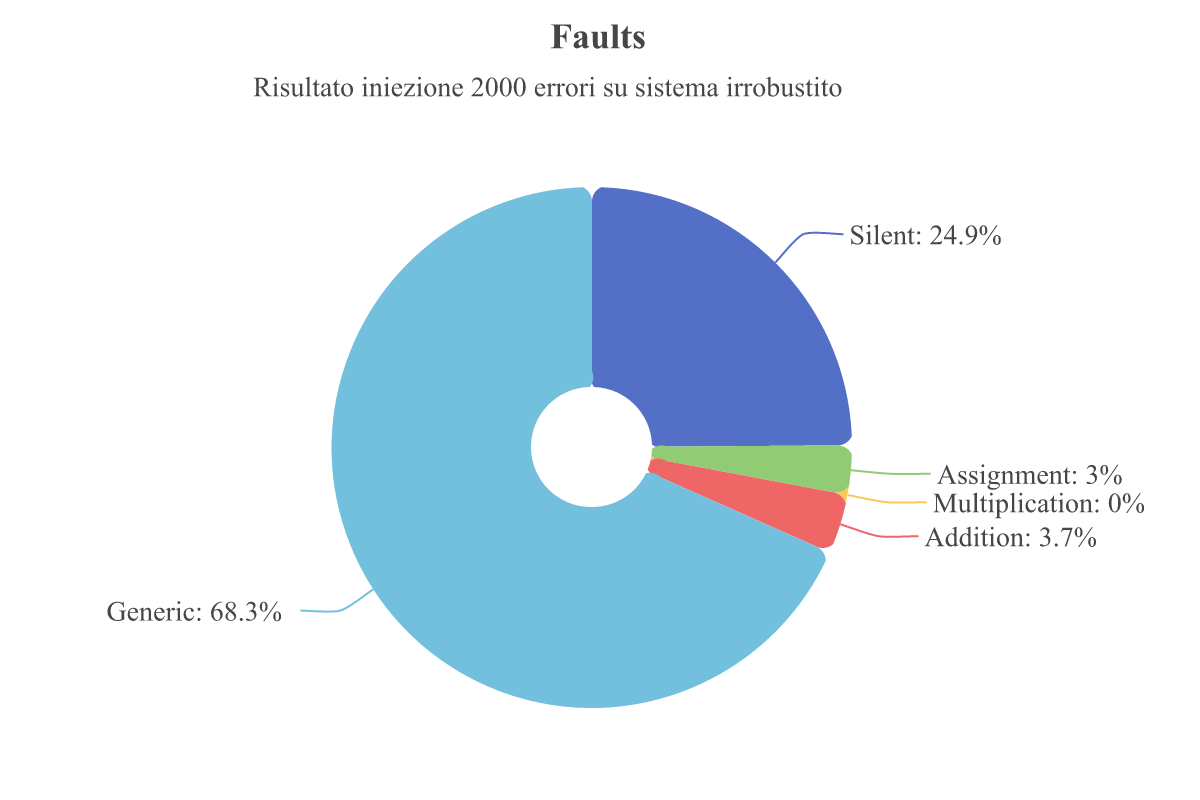 Faults
Risultato iniezione 2000 errori su sistema irrobustito
Silent: 24.9%
Assignment: 3%
Multiplication: 0%
Addition: 3.7%
Generic: 68.3%